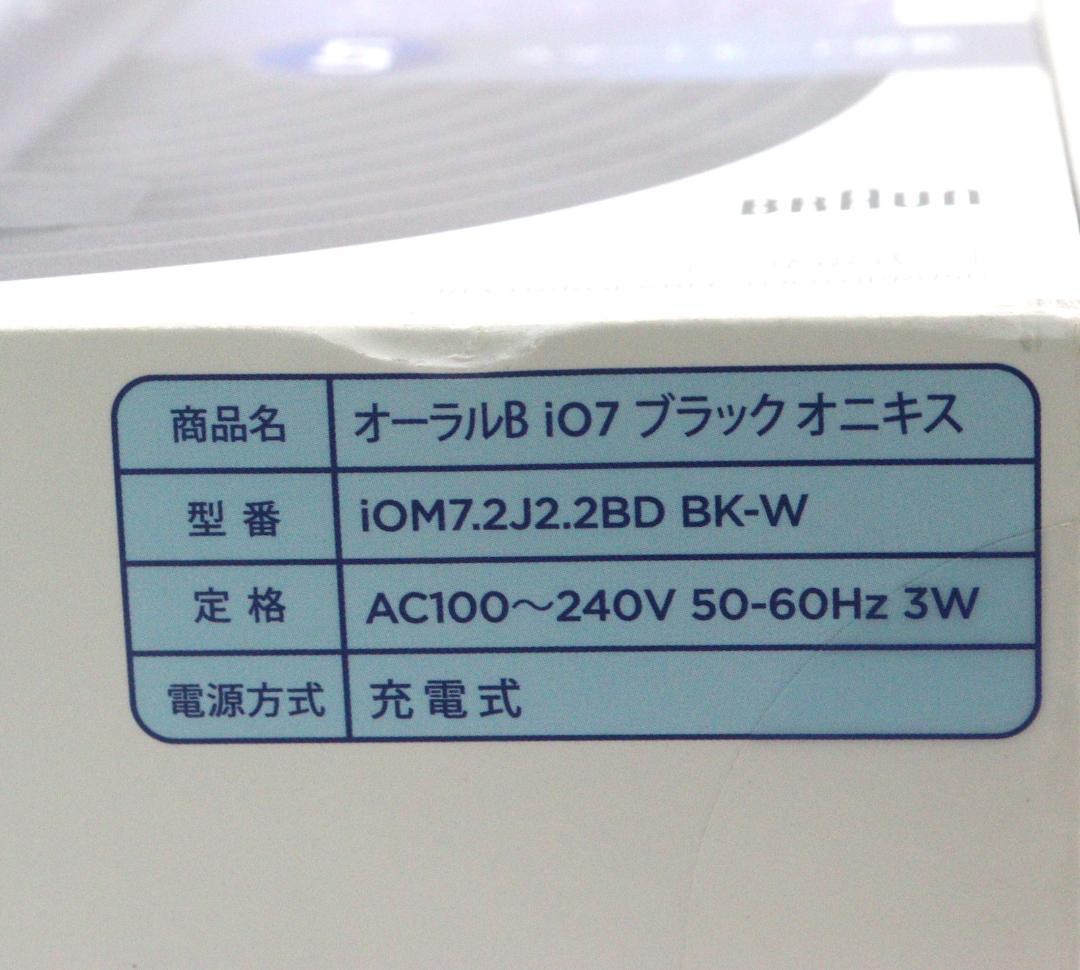 BRAUN
商品名 オーラルB iO7 ブラック オニキス
型番 iOM7.2J2.2BD BK-W
定格 AC100〜240V 50-60Hz 3W
電源方式 充電式